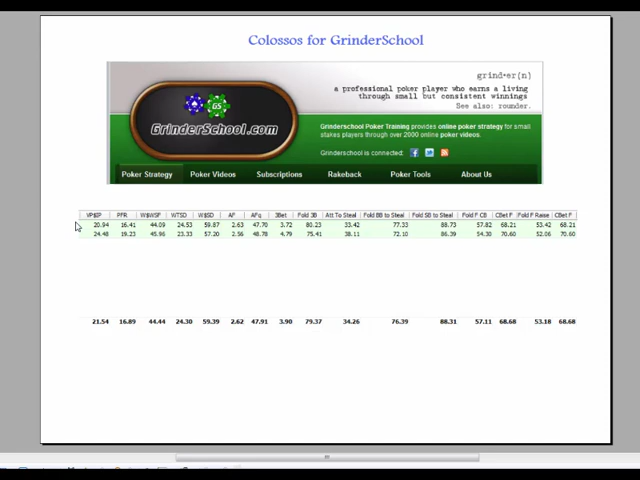 Colossos for GrinderSchool
grind•er(n)
a professional poker player who earns a living
through small but consistent winnings
See also: rounder.
GS
GrinderSchool.com
Grinderschool Poker Training provides online poker strategy for small
stakes players through over 2000 online poker videos.
Grinderschool is connected:
Poker Strategy Poker Videos Subscriptions Rakeback Poker Tools About Us
VP$IP PFR W$WSF WTSD W$SD AF AFq 3Bet Fold 3B Att To Steal Fold BB to Steal Fold SB to Steal Fold F CB CBet F Fold F Raise CBet F
20.94 16.41 44.09 24.53 59.87 2.63 47.70 3.72 80.23 33.42 77.33 88.73 57.82 68.21 53.42 68.21
24.48 19.23 45.96 23.33 57.20 2.56 48.78 4.79 75.41 38.11 72.10 86.39 54.30 70.60 52.06 70.60
21.54 16.89 44.44 24.30 59.39 2.62 47.91 3.90 79.37 34.26 76.39 88.31 57.11 68.68 53.18 68.68